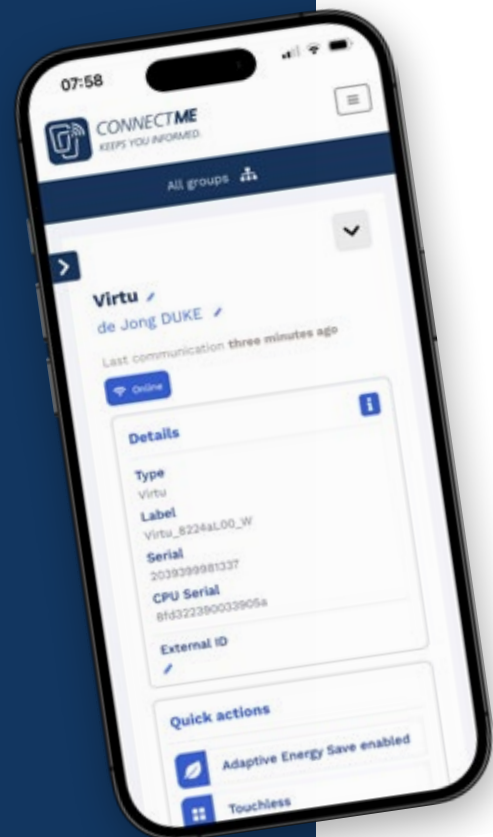 07:58
CONNECTME
KEEPS YOU INFORMED.
All groups
Virtu
de Jong DUKE
Last communication three minutes ago
Online
Details
Type
Virtu
Label
Virtu_8224aL00_W
Serial
2039399981337
CPU Serial
8fd322390033905a
External ID
Quick actions
Adaptive Energy Save enabled
Touchless